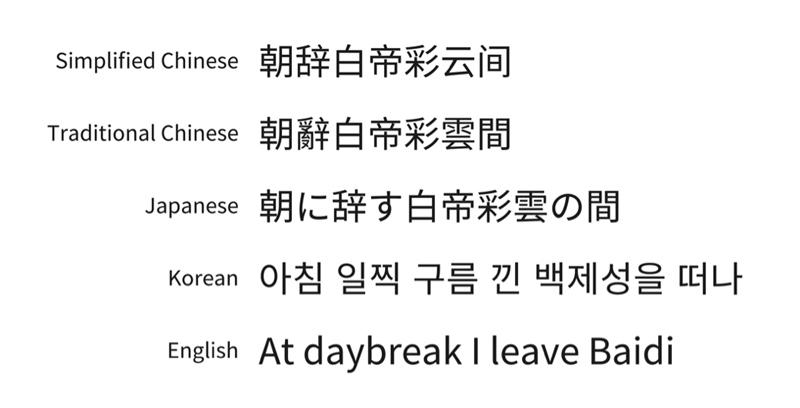 Simplified Chinese 朝辞白帝彩云间
Traditional Chinese 朝辭白帝彩雲間
Japanese 朝に辞す白帝彩雲の間
Korean 아침 일찍 구름 낀 백제성을 떠나
English At daybreak I leave Baidi